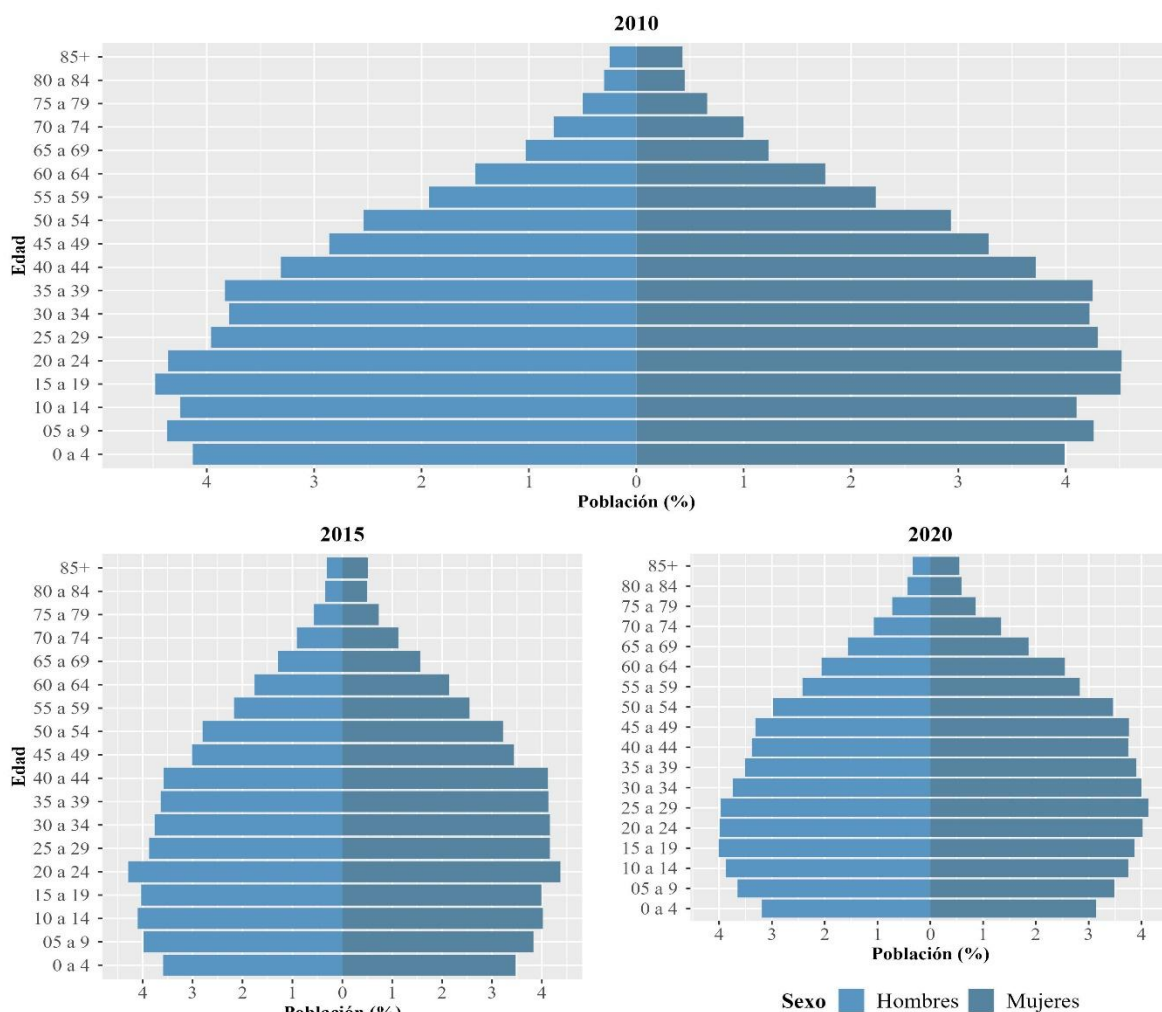 2010
Edad
85+
80 a 84
75 a 79
70 a 74
65 a 69
60 a 64
55 a 59
50 a 54
45 a 49
40 a 44
35 a 39
30 a 34
25 a 29
20 a 24
15 a 19
10 a 14
05 a 9
0 a 4
4 3 2 1 0 1 2 3 4
Población (%)
2015
Edad
85+
80 a 84
75 a 79
70 a 74
65 a 69
60 a 64
55 a 59
50 a 54
45 a 49
40 a 44
35 a 39
30 a 34
25 a 29
20 a 24
15 a 19
10 a 14
05 a 9
0 a 4
4 3 2 1 0 1 2 3 4
Población (%)
2020
85+
80 a 84
75 a 79
70 a 74
65 a 69
60 a 64
55 a 59
50 a 54
45 a 49
40 a 44
35 a 39
30 a 34
25 a 29
20 a 24
15 a 19
10 a 14
05 a 9
0 a 4
4 3 2 1 0 1 2 3 4
Población (%)
Sexo Hombres Mujeres